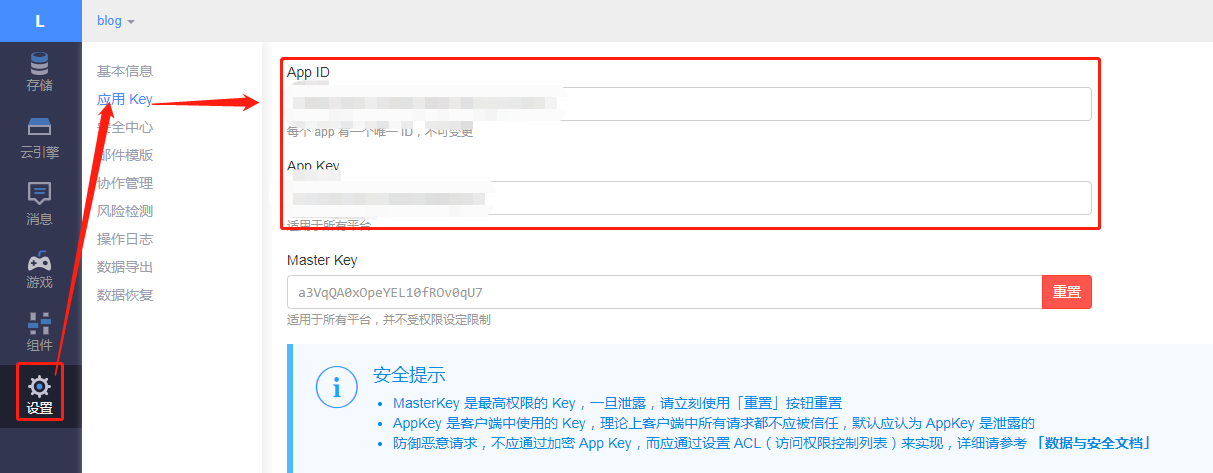 L
blog
存储
云引擎
消息
游戏
组件
设置
基本信息
应用 Key
安全中心
邮件模版
协作管理
风险检测
操作日志
数据导出
数据恢复
App ID
每个 app 有一个唯一 ID，不可变更
App Key
适用于所有平台
Master Key
a3VqQA0xOpeYEL10fROv0qU7
重置
适用于所有平台，并不受权限设定限制
i
安全提示
MasterKey 是最高权限的 Key，一旦泄露，请立刻使用「重置」按钮重置
AppKey 是客户端中使用的 Key，理论上客户端中所有请求都不应被信任，默认应认为 AppKey 是泄露的
防御恶意请求，不应通过加密 App Key，而应通过设置 ACL（访问权限控制列表）来实现，详细请参考 「数据与安全文档」